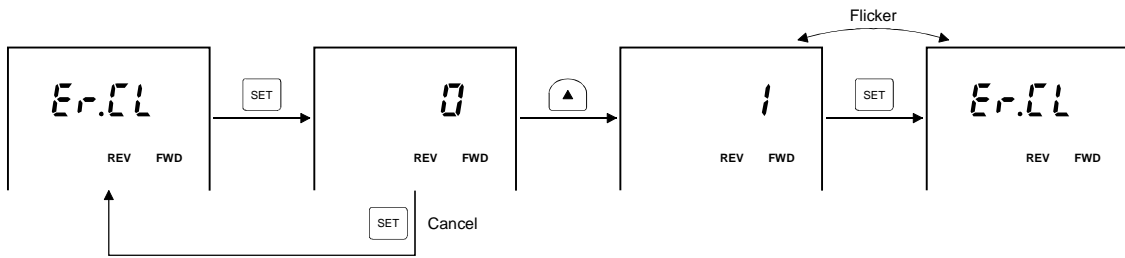 Flicker
Er.CL SET 0 1 SET Er.CL
REV FWD REV FWD REV FWD REV FWD
SET Cancel